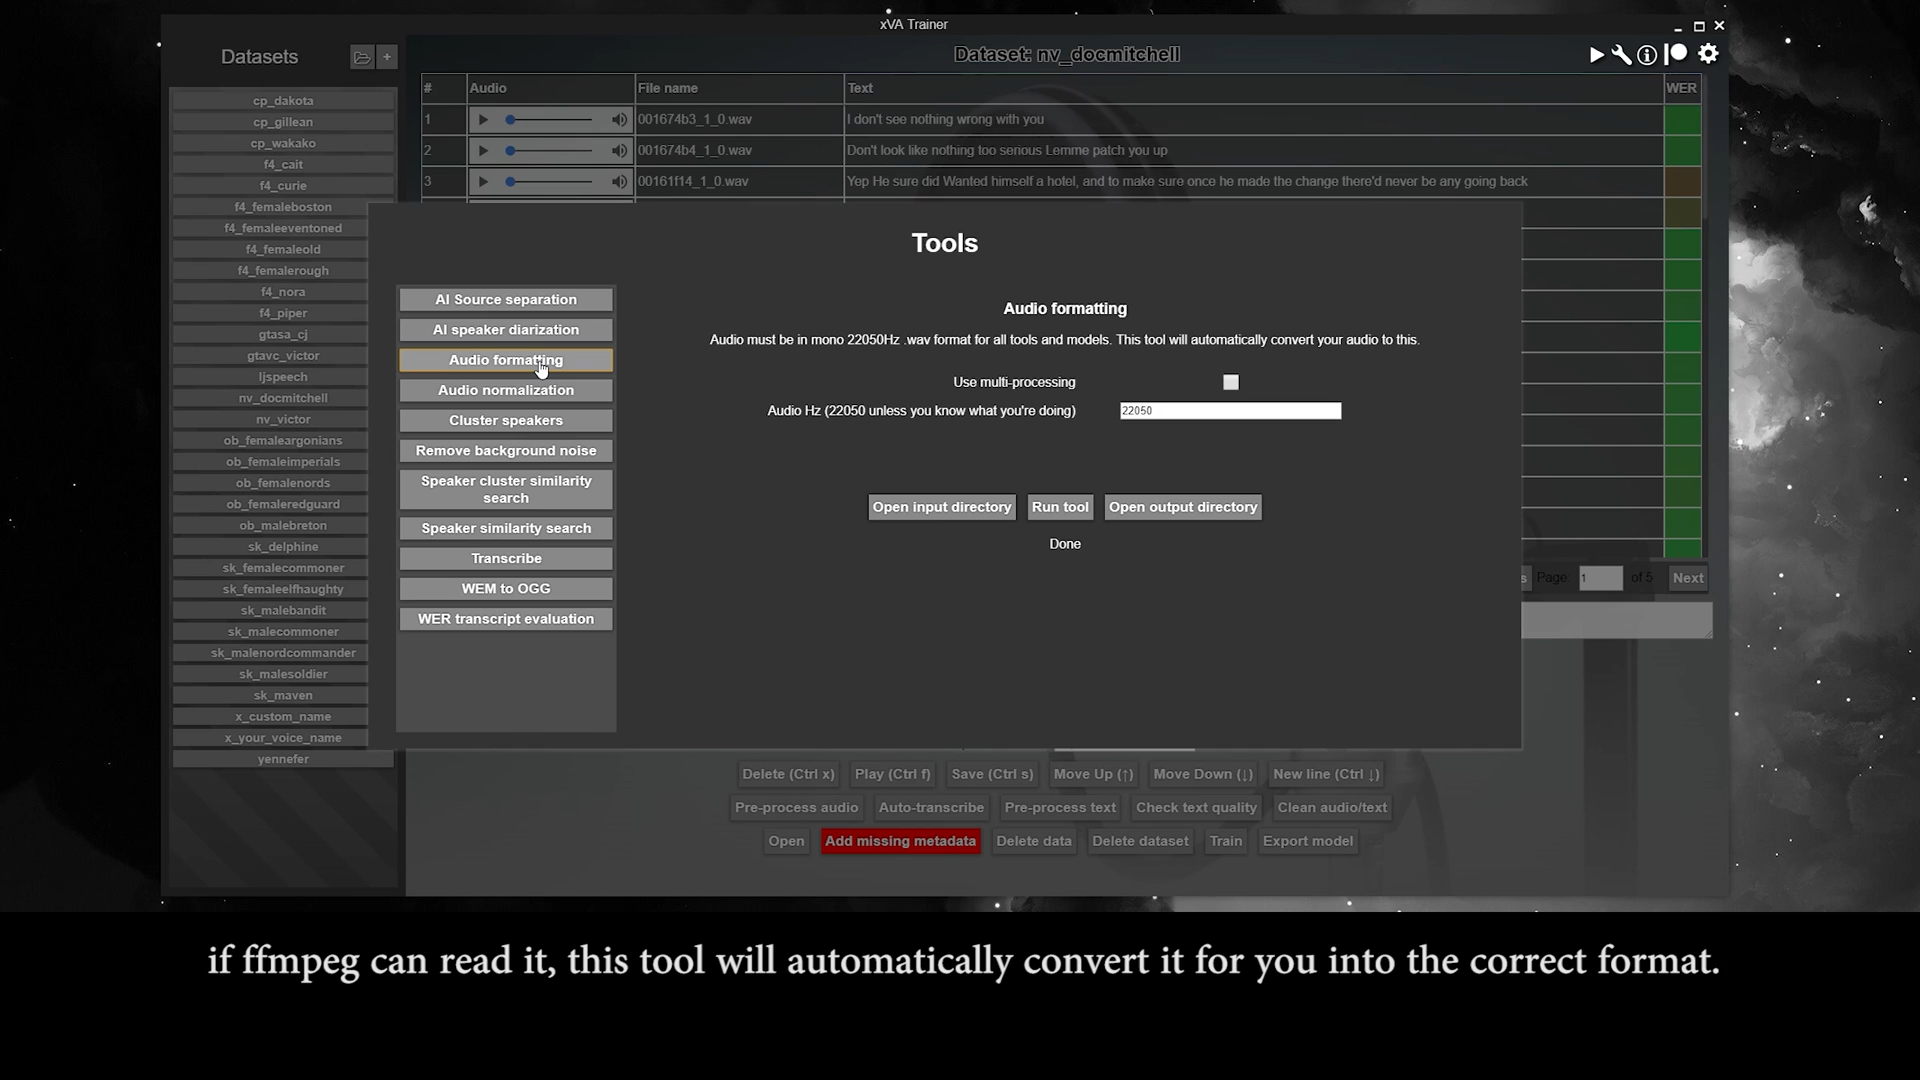 xVA Trainer
Datasets
+
cp_dakota
cp_gillean
cp_wakako
f4_cait
f4_curie
f4_femaleboston
f4_femaleeventoned
f4_femaleold
f4_femalerough
f4_nora
f4_piper
gtasa_cj
gtavc_victor
ljspeech
nv_docmitchell
nv_victor
ob_femaleargonians
ob_femaleimperials
ob_femalenords
ob_femaleredguard
ob_malebreton
sk_delphine
sk_femalecommoner
sk_femaleelfhaughty
sk_malebandit
sk_malecommoner
sk_malenordcommander
sk_malesoldier
sk_maven
x_custom_name
x_your_voice_name
yennefer
Dataset: nv_docmitchell
# Audio File name Text WER
1 001674b3_1_0.wav I don't see nothing wrong with you
2 001674b4_1_0.wav Don't look like nothing too serious Lemme patch you up
3 00161f14_1_0.wav Yep He sure did Wanted himself a hotel, and to make sure once he made the change there'd never be any going back
Tools
AI Source separation
AI speaker diarization
Audio formatting
Audio normalization
Cluster speakers
Remove background noise
Speaker cluster similarity
search
Speaker similarity search
Transcribe
WEM to OGG
WER transcript evaluation
Audio formatting
Audio must be in mono 22050Hz .wav format for all tools and models. This tool will automatically convert your audio to this.
Use multi-processing
Audio Hz (22050 unless you know what you're doing) 22050
Open input directory Run tool Open output directory
Done
s Page: 1 of 5 Next
Delete (Ctrl x) Play (Ctrl f) Save (Ctrl s) Move Up (↑) Move Down (↓) New line (Ctrl ↓)
Pre-process audio Auto-transcribe Pre-process text Check text quality Clean audio/text
Open Add missing metadata Delete data Delete dataset Train Export model
if ffmpeg can read it, this tool will automatically convert it for you into the correct format.